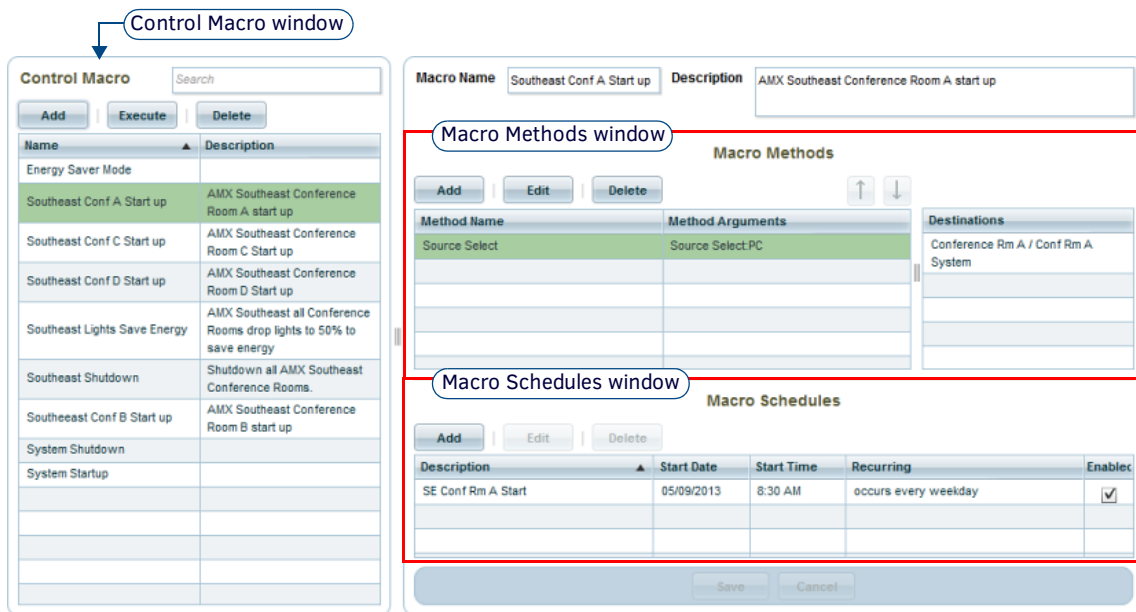 Control Macro window
Control Macro
Search
Add
Execute
Delete
Name
Description
Energy Saver Mode
Southeast Conf A Start up
AMX Southeast Conference
Room A start up
Southeast Conf C Start up
AMX Southeast Conference
Room C Start up
Southeast Conf D Start up
AMX Southeast Conference
Room D Start up
Southeast Lights Save Energy
AMX Southeast all Conference
Rooms drop lights to 50% to
save energy
Southeast Shutdown
Shutdown all AMX Southeast
Conference Rooms.
Southeeast Conf B Start up
AMX Southeast Conference
Room B start up
System Shutdown
System Startup
Macro Name
Southeast Conf A Start up
Description
AMX Southeast Conference Room A start up
Macro Methods window
Macro Methods
Add
Edit
Delete
Method Name
Method Arguments
Destinations
Source Select
Source Select:PC
Conference Rm A / Conf Rm A
System
Macro Schedules window
Macro Schedules
Add
Edit
Delete
Description
Start Date
Start Time
Recurring
Enabled
SE Conf Rm A Start
05/09/2013
8:30 AM
occurs every weekday
Save
Cancel